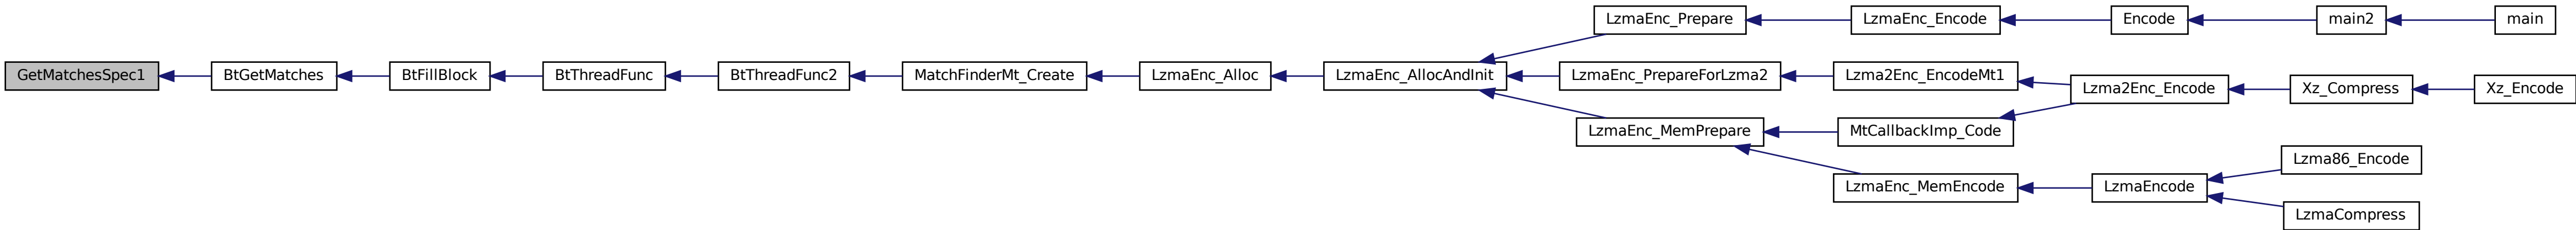 GetMatchesSpec1
BtGetMatches
BtFillBlock
BtThreadFunc
BtThreadFunc2
MatchFinderMt_Create
LzmaEnc_Alloc
LzmaEnc_AllocAndInit
LzmaEnc_Prepare
LzmaEnc_Encode
Encode
main2
main
LzmaEnc_PrepareForLzma2
Lzma2Enc_EncodeMt1
Lzma2Enc_Encode
Xz_Compress
Xz_Encode
LzmaEnc_MemPrepare
MtCallbackImp_Code
LzmaEnc_MemEncode
LzmaEncode
Lzma86_Encode
LzmaCompress